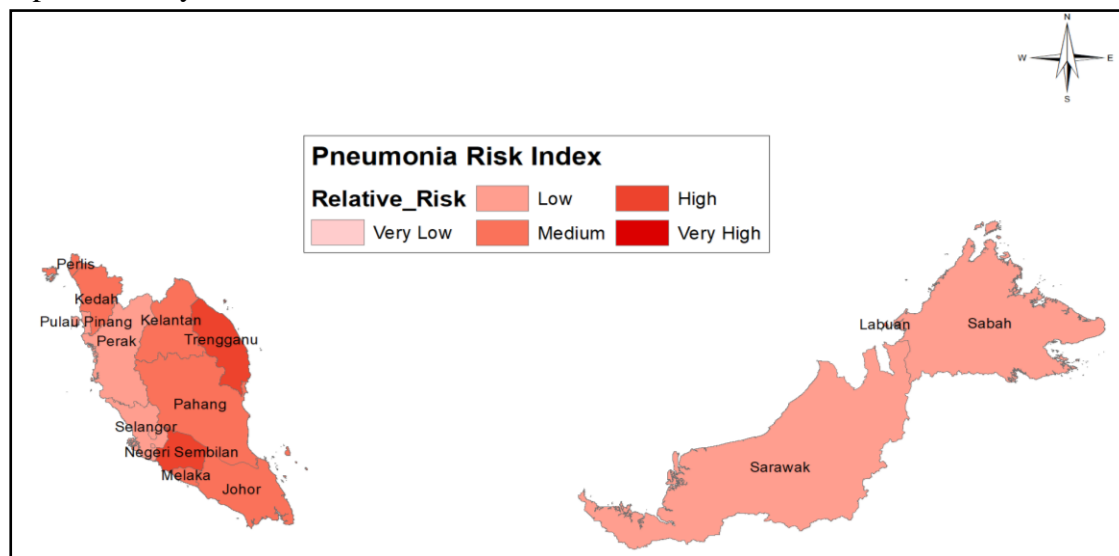 N
W E
S
Pneumonia Risk Index
Relative_Risk
Low
High
Very Low
Medium
Very High
Perlis
Kedah
Pulau Pinang
Kelantan
Perak
Trengganu
Pahang
Selangor
Negeri Sembilan
Melaka
Johor
Labuan
Sabah
Sarawak